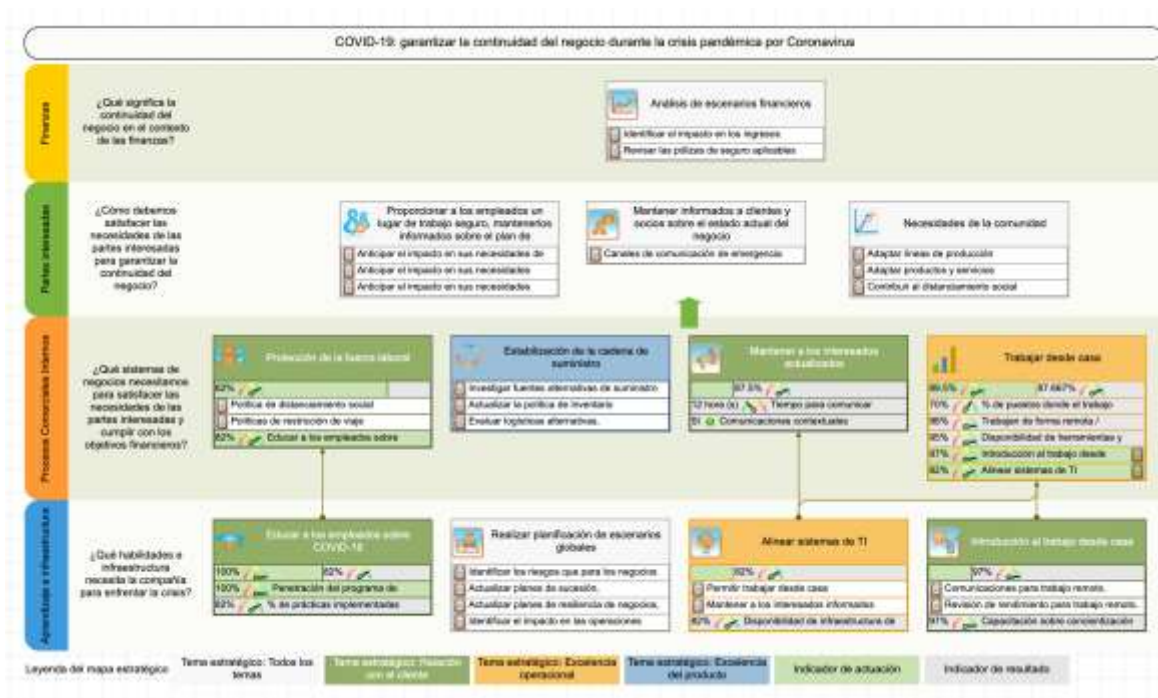 COVID-19: garantizar la continuidad del negocio durante la crisis pandémica por Coronavirus
Finanzas
¿Qué significa la
continuidad del
negocio en el contexto
de las finanzas?
Análisis de escenarios financieros
Identificar el impacto en los ingresos
Revisar las pólizas de seguro aplicables
Partes interesadas
¿Cómo debemos
satisfacer las
necesidades de las
partes interesadas
para garantizar la
continuidad del
negocio?
Proporcionar a los empleados un
lugar de trabajo seguro, mantenerlos
informados sobre el plan de
Anticipar el impacto en sus necesidades de
Anticipar el impacto en sus necesidades
Anticipar el impacto en sus necesidades
Mantener informados a clientes y
socios sobre el estado actual del
negocio
Canales de comunicación de emergencia
Necesidades de la comunidad
Adaptar líneas de producción
Adaptar productos y servicios
Contribuir al distanciamiento social
Procesos Comerciales Internos
¿Qué sistemas de
negocios necesitamos
para satisfacer las
necesidades de las
partes interesadas y
cumplir con los
objetivos financieros?
Protección de la fuerza laboral
62%
Política de distanciamiento social
Políticas de restricción de viaje
62% Educar a los empleados sobre
Estabilización de la cadena de
suministro
Investigar fuentes alternativas de suministro
Actualizar la política de inventario
Evaluar logísticas alternativas.
Mantener a los interesados
actualizados
87.5%
12 hora (s) Tiempo para comunicar
Sí Comunicaciones contextuales
Trabajar desde casa
87.667%
70% % de puestos donde el trabajo
Trabajan de forma remota /
Disponibilidad de herramientas y
Introducción al trabajo desde
Alinear sistemas de TI
Aprendizaje e infraestructura
¿Qué habilidades e
infraestructura
necesita la compañía
para enfrentar la crisis?
Educar a los empleados sobre
COVID-19
100% 62%
100% Penetración del programa de
% de prácticas implementadas
Realizar planificación de escenarios
globales
Identificar los riesgos que para los negocios
Actualizar planes de sucesión,
Actualizar planes de resiliencia de negocios,
Identificar el impacto en las operaciones
Alinear sistemas de TI
Permitir trabajar desde casa
Mantener a los interesados informados
Disponibilidad de infraestructura de
Introducción al trabajo desde casa
97%
Comunicaciones para trabajo remoto.
Revisión de rendimiento para trabajo remoto.
97% Capacitación sobre concientización
Leyenda del mapa estratégico
Tema estratégico: Todos los
temas
Tema estratégico: Relación
con el cliente
Tema estratégico: Excelencia
operacional
Tema estratégico: Excelencia
del producto
Indicador de actuación
Indicador de resultado